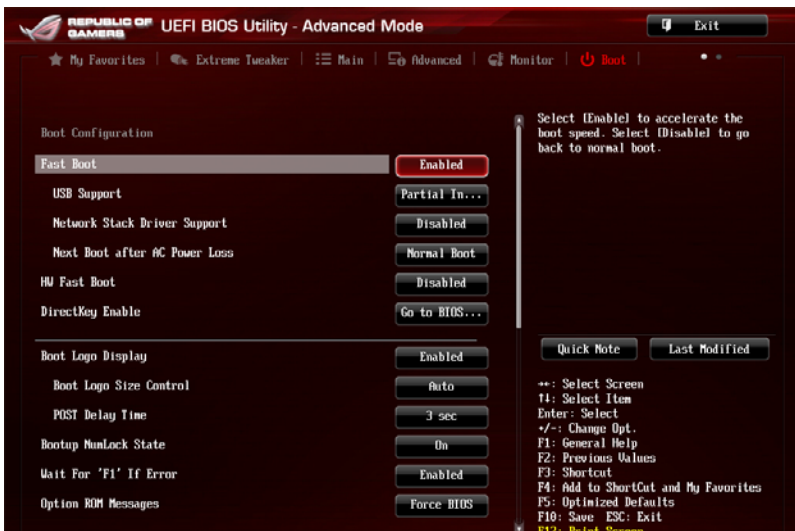 REPUBLIC OF GAMERS UEFI BIOS Utility - Advanced Mode Exit
My Favorites | Extreme Tweaker | Main | Advanced | Monitor | Boot |
Boot Configuration
Fast Boot Enabled
USB Support Partial In...
Network Stack Driver Support Disabled
Next Boot after AC Power Loss Normal Boot
HW Fast Boot Disabled
DirectKey Enable Go to BIOS...
Boot Logo Display Enabled
Boot Logo Size Control Auto
POST Delay Time 3 sec
Bootup NumLock State On
Wait For 'F1' If Error Enabled
Option ROM Messages Force BIOS
Select [Enable] to accelerate the
boot speed. Select [Disable] to go
back to normal boot.
Quick Note Last Modified
→←: Select Screen
↑↓: Select Item
Enter: Select
+/-: Change Opt.
F1: General Help
F2: Previous Values
F3: Shortcut
F4: Add to ShortCut and My Favorites
F5: Optimized Defaults
F10: Save ESC: Exit
F12: Print Screen